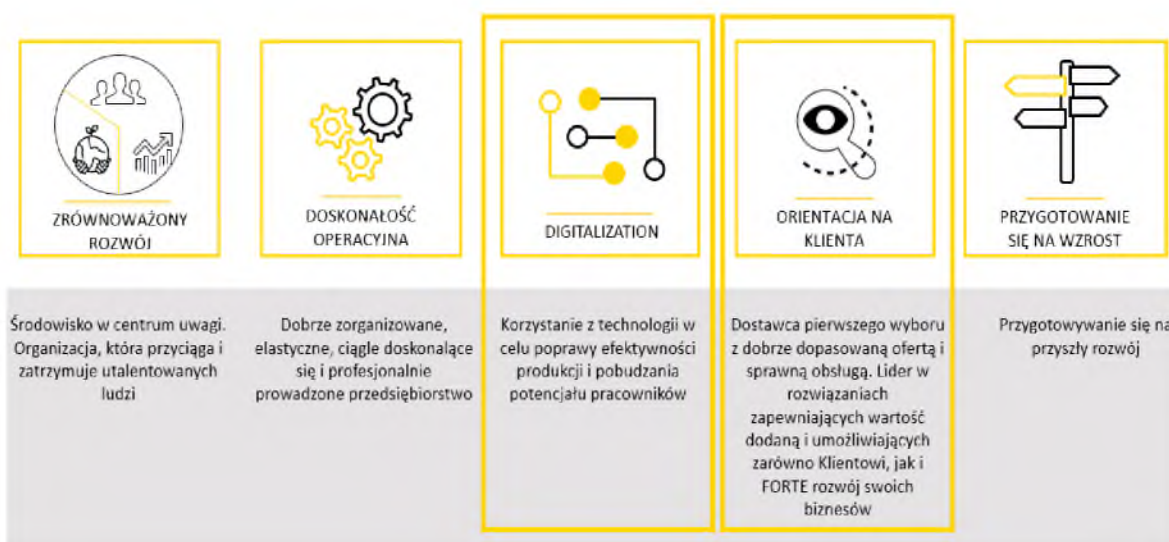 ZRÓWNOWAŻONY
ROZWÓJ
DOSKONAŁOŚĆ
OPERACYJNA
DIGITALIZATION
ORIENTACJA NA
KLIENTA
PRZYGOTOWANIE
SIĘ NA WZROST
Środowisko w centrum uwagi.
Organizacja, która przyciąga i
zatrzymuje utalentowanych
ludzi
Dobrze zorganizowane,
elastyczne, ciągle doskonalące
się i profesjonalnie
prowadzone przedsiębiorstwo
Korzystanie z technologii w
celu poprawy efektywności
produkcji i pobudzania
potencjału pracowników
Dostawca pierwszego wyboru
z dobrze dopasowaną ofertą i
sprawną obsługą. Lider w
rozwiązaniach
zapewniających wartość
dodaną i umożliwiających
zarówno Klientowi, jak i
FORTE rozwój swoich
biznesów
Przygotowywanie się na
przyszły rozwój